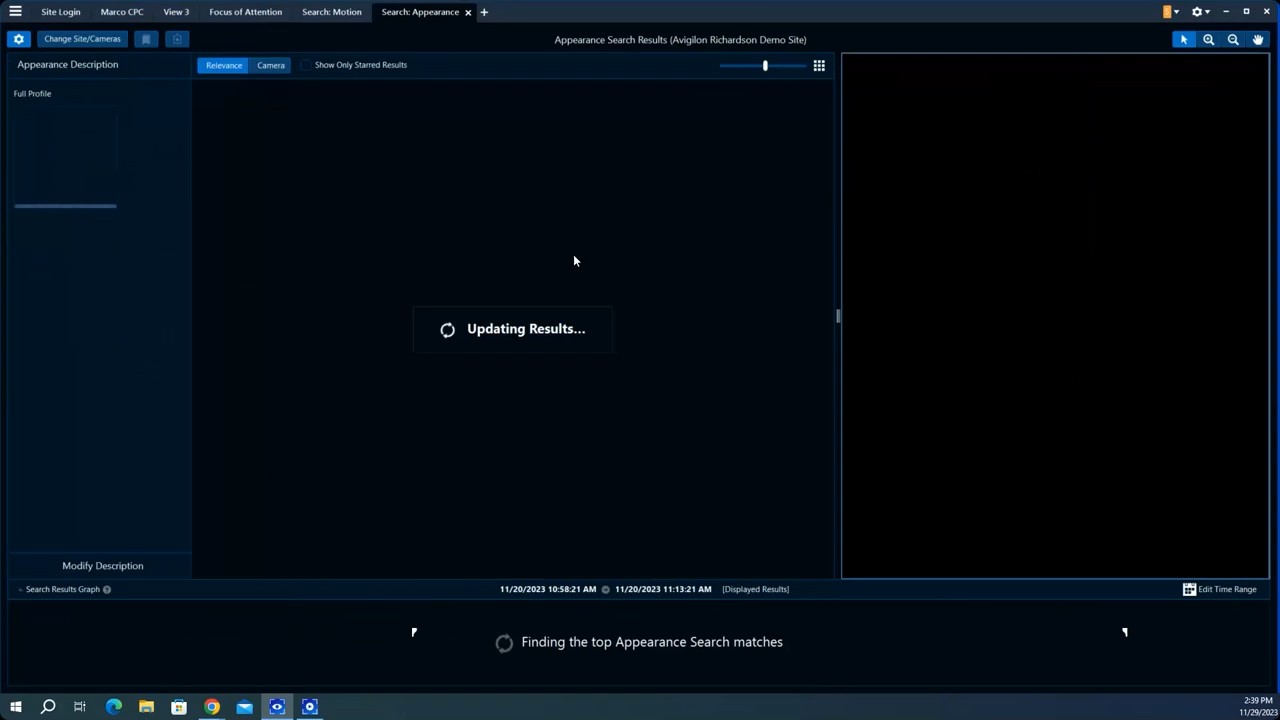 Site Login Marco CPC View 3 Focus of Attention Search: Motion Search: Appearance
Change Site/Cameras Appearance Search Results (Avigilon Richardson Demo Site)
Appearance Description Relevance Camera Show Only Starred Results
Full Profile
Updating Results...
Modify Description
Search Results Graph 11/20/2023 10:58:21 AM 11/20/2023 11:13:21 AM [Displayed Results] Edit Time Range
Finding the top Appearance Search matches
2:39 PM
11/29/2023